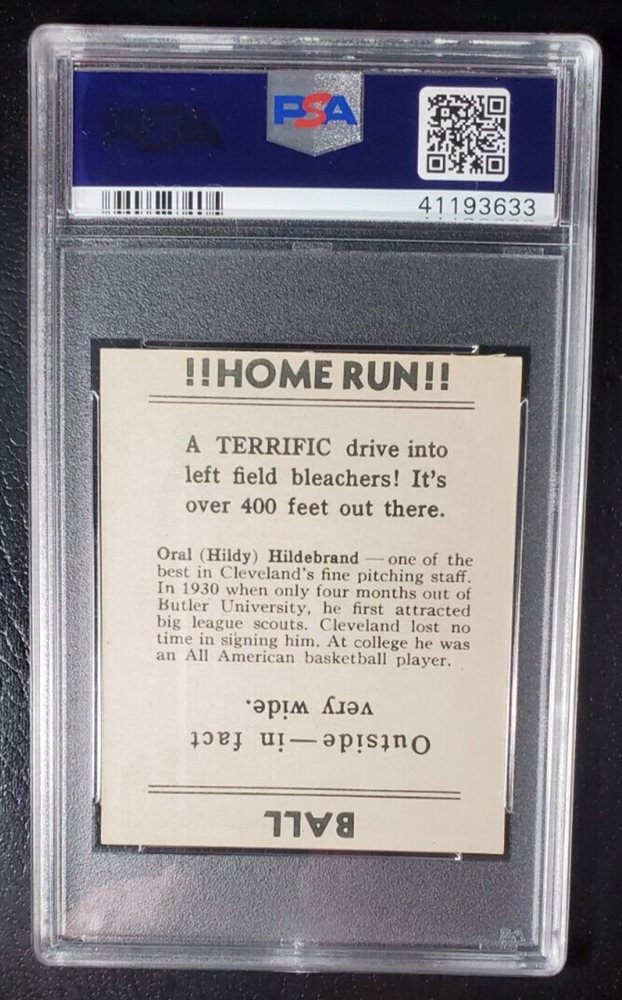 PSA
41193633
!!HOME RUN!!
A TERRIFIC drive into
left field bleachers! It's
over 400 feet out there.
Oral (Hildy) Hildebrand — one of the
best in Cleveland's fine pitching staff.
In 1930 when only four months out of
Butler University, he first attracted
big league scouts. Cleveland lost no
time in signing him. At college he was
an All American basketball player.
BALL
Outside—in fact
very wide.